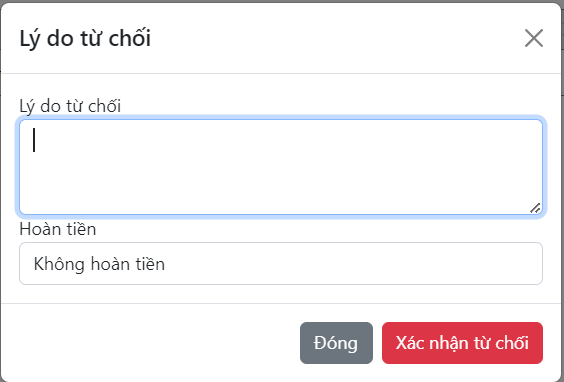 Lý do từ chối
Lý do từ chối
Hoàn tiền
Không hoàn tiền
Đóng
Xác nhận từ chối